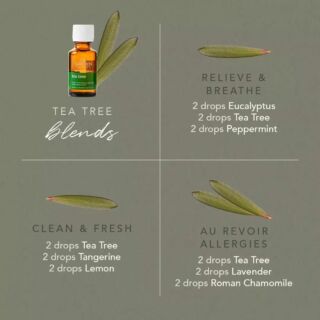 tea tree
TEA TREE
Blends
RELIEVE &
BREATHE
2 drops Eucalyptus
2 drops Tea Tree
2 drops Peppermint
CLEAN & FRESH
2 drops Tea Tree
2 drops Tangerine
2 drops Lemon
AU REVOIR
ALLERGIES
2 drops Tea Tree
2 drops Lavender
2 drops Roman Chamomile